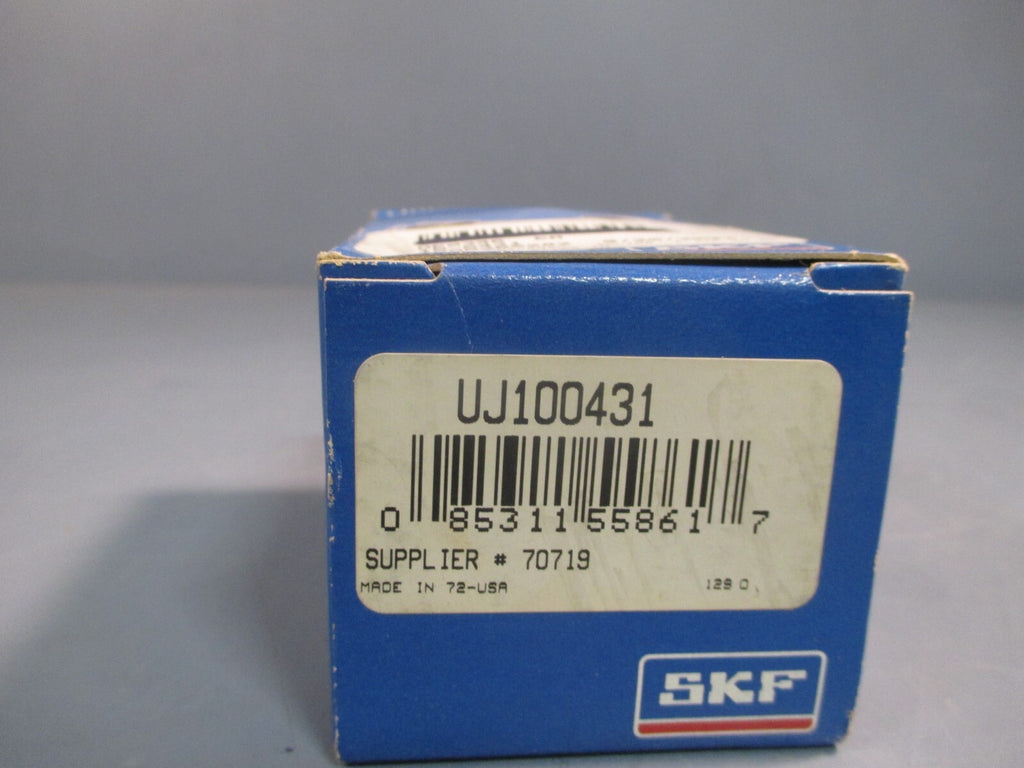 UJ100431
0 85311 55861 7
SUPPLIER # 70719
MADE IN 72-USA 129 0
SKF